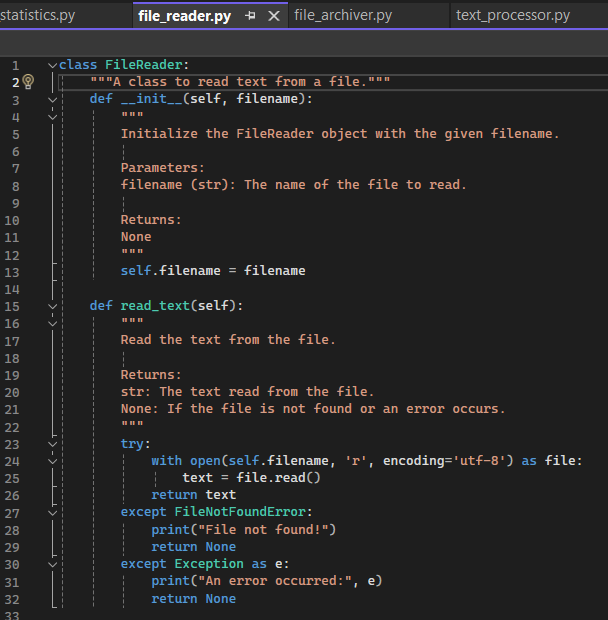 statistics.py file_reader.py file_archiver.py text_processor.py
1 class FileReader:
2 """A class to read text from a file."""
3 def __init__(self, filename):
4 """
5 Initialize the FileReader object with the given filename.
6
7 Parameters:
8 filename (str): The name of the file to read.
9
10 Returns:
11 None
12 """
13 self.filename = filename
14
15 def read_text(self):
16 """
17 Read the text from the file.
18
19 Returns:
20 str: The text read from the file.
21 None: If the file is not found or an error occurs.
22 """
23 try:
24 with open(self.filename, 'r', encoding='utf-8') as file:
25 text = file.read()
26 return text
27 except FileNotFoundError:
28 print("File not found!")
29 return None
30 except Exception as e:
31 print("An error occurred:", e)
32 return None
33